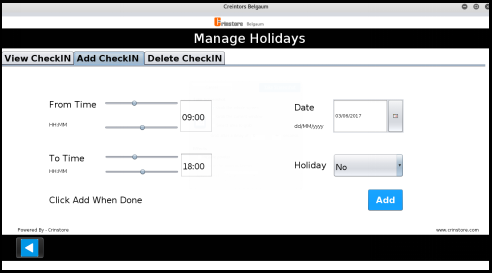 Creintors Belgaum
Crinstore Belgaum
Manage Holidays
View CheckIN Add CheckIN Delete CheckIN
From Time
HH:MM
09:00
Date
dd/MM/yyyy
03/06/2017
To Time
HH:MM
18:00
Holiday
No
Click Add When Done
Add
Powered By - Crinstore
www.crinstore.com